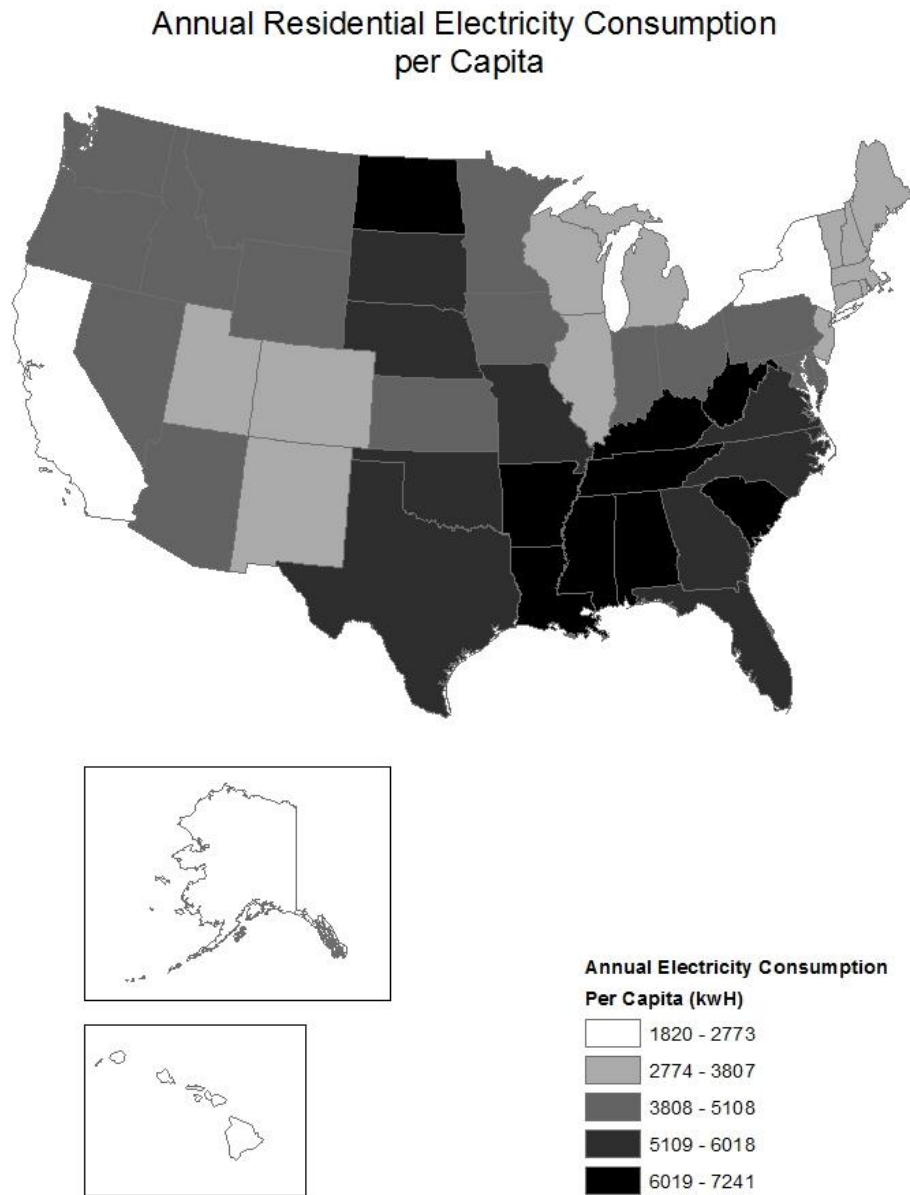 Annual Residential Electricity Consumption
per Capita
Annual Electricity Consumption
Per Capita (kwH)
1820 - 2773
2774 - 3807
3808 - 5108
5109 - 6018
6019 - 7241